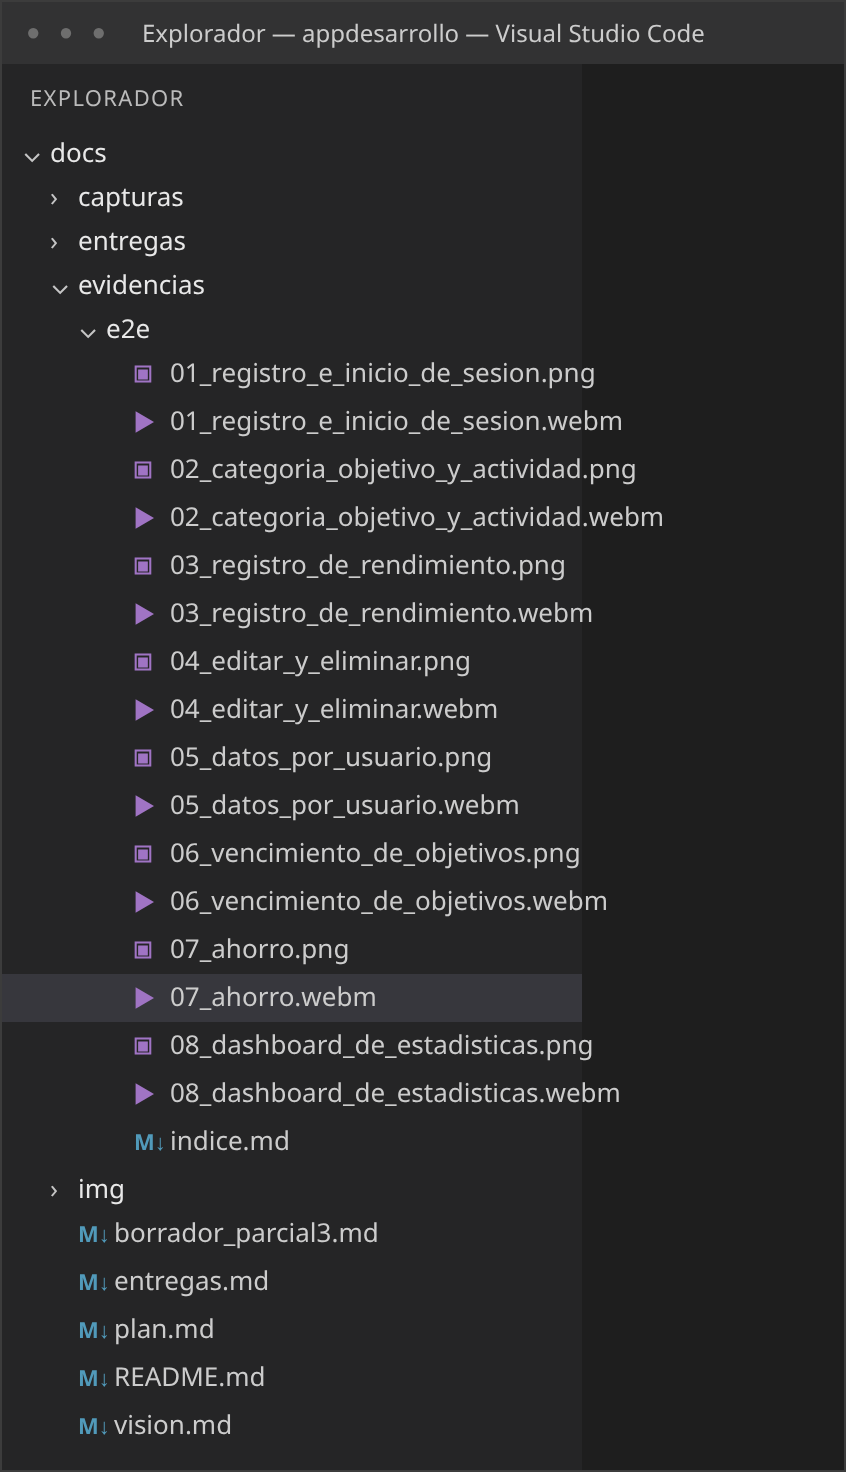 Explorador — appdesarrollo — Visual Studio Code
EXPLORADOR
docs
capturas
entregas
evidencias
e2e
01_registro_e_inicio_de_sesion.png
01_registro_e_inicio_de_sesion.webm
02_categoria_objetivo_y_actividad.png
02_categoria_objetivo_y_actividad.webm
03_registro_de_rendimiento.png
03_registro_de_rendimiento.webm
04_editar_y_eliminar.png
04_editar_y_eliminar.webm
05_datos_por_usuario.png
05_datos_por_usuario.webm
06_vencimiento_de_objetivos.png
06_vencimiento_de_objetivos.webm
07_ahorro.png
07_ahorro.webm
08_dashboard_de_estadisticas.png
08_dashboard_de_estadisticas.webm
M↓ indice.md
img
M↓ borrador_parcial3.md
M↓ entregas.md
M↓ plan.md
M↓ README.md
M↓ vision.md